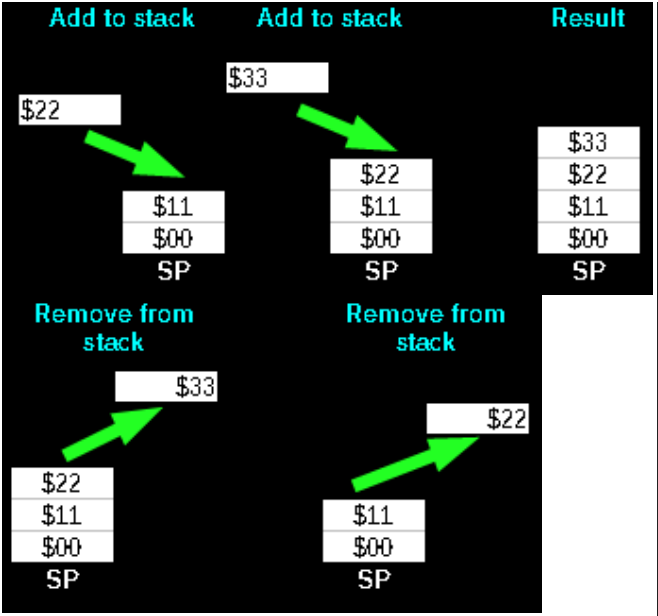 Add to stack
Add to stack
Result
$22
$33
$11
$00
SP
$22
$11
$00
SP
$33
$22
$11
$00
SP
Remove from
stack
Remove from
stack
$33
$22
$11
$00
SP
$22
$11
$00
SP